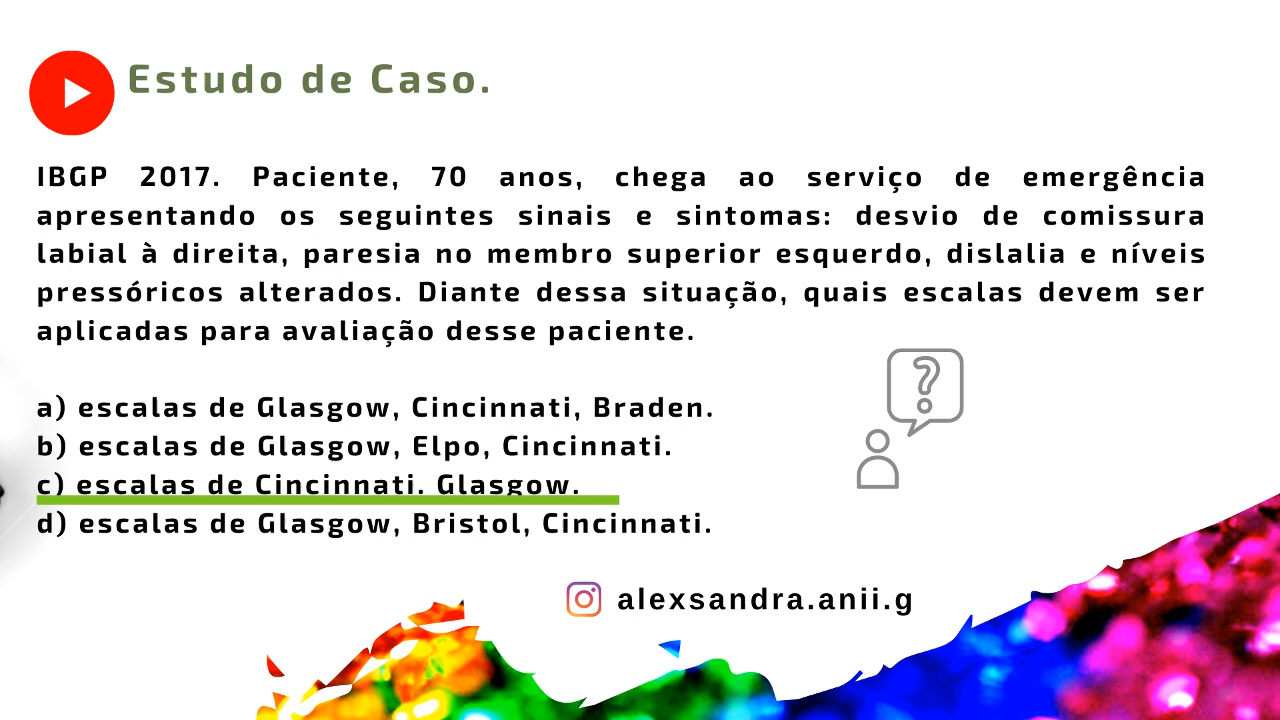 Estudo de Caso.
IBGP 2017. Paciente, 70 anos, chega ao serviço de emergência
apresentando os seguintes sinais e sintomas: desvio de comissura
labial à direita, paresia no membro superior esquerdo, dislalia e níveis
pressóricos alterados. Diante dessa situação, quais escalas devem ser
aplicadas para avaliação desse paciente.
a) escalas de Glasgow, Cincinnati, Braden.
b) escalas de Glasgow, Elpo, Cincinnati.
c) escalas de Cincinnati. Glasgow.
d) escalas de Glasgow, Bristol, Cincinnati.
?
alexsandra.anii.g